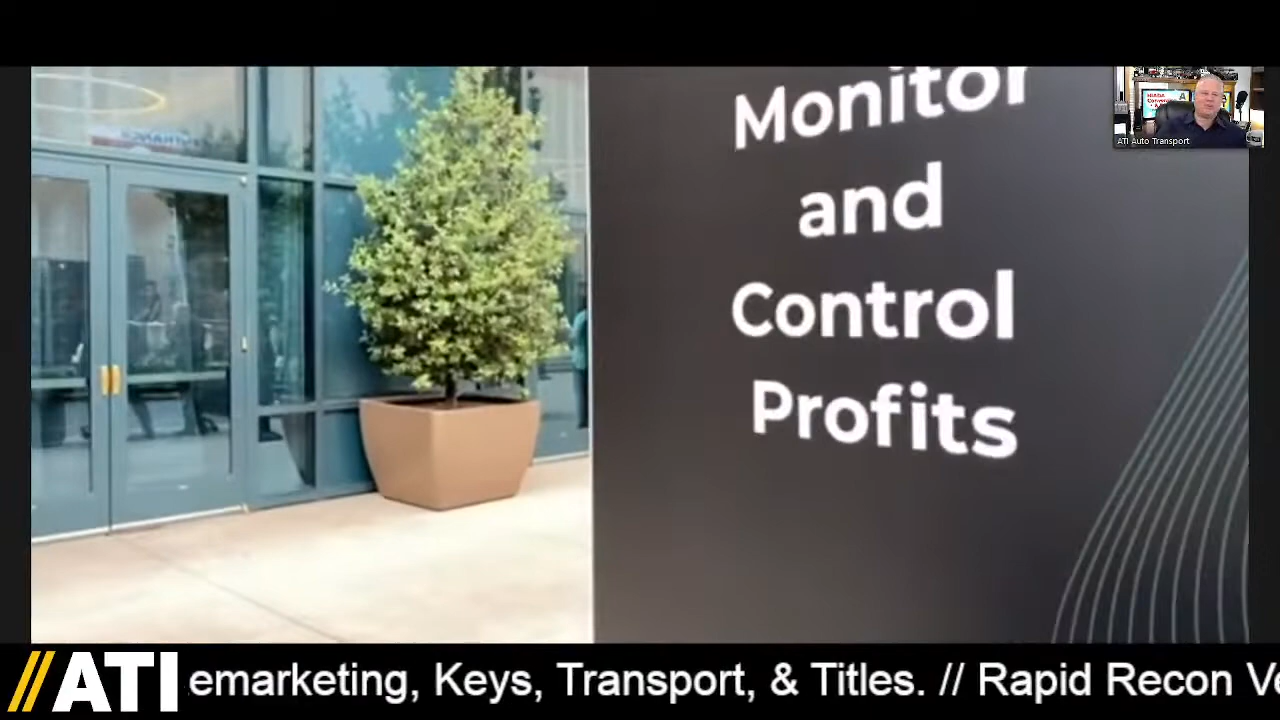 Monitor
and
Control
Profits
ATI Auto Transport
//ATI
emarketing, Keys, Transport, & Titles. // Rapid Recon Ve